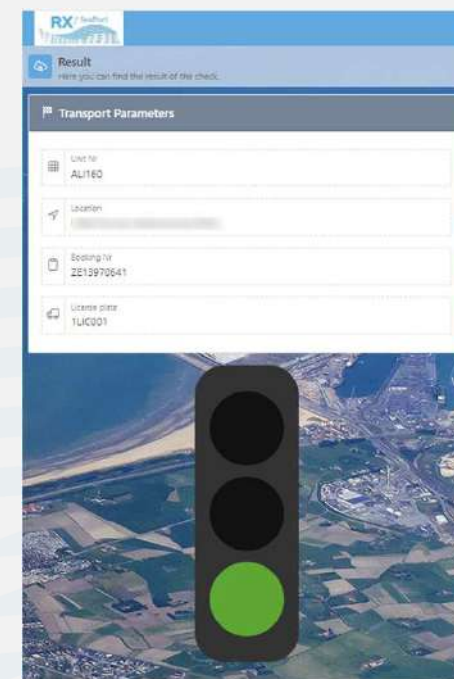 RX/SeaPort
Result
Here you can find the result of the check.
Transport Parameters
Unit Nr
ALI160
Location
Booking Nr
ZE13970641
License plate
1LIC001